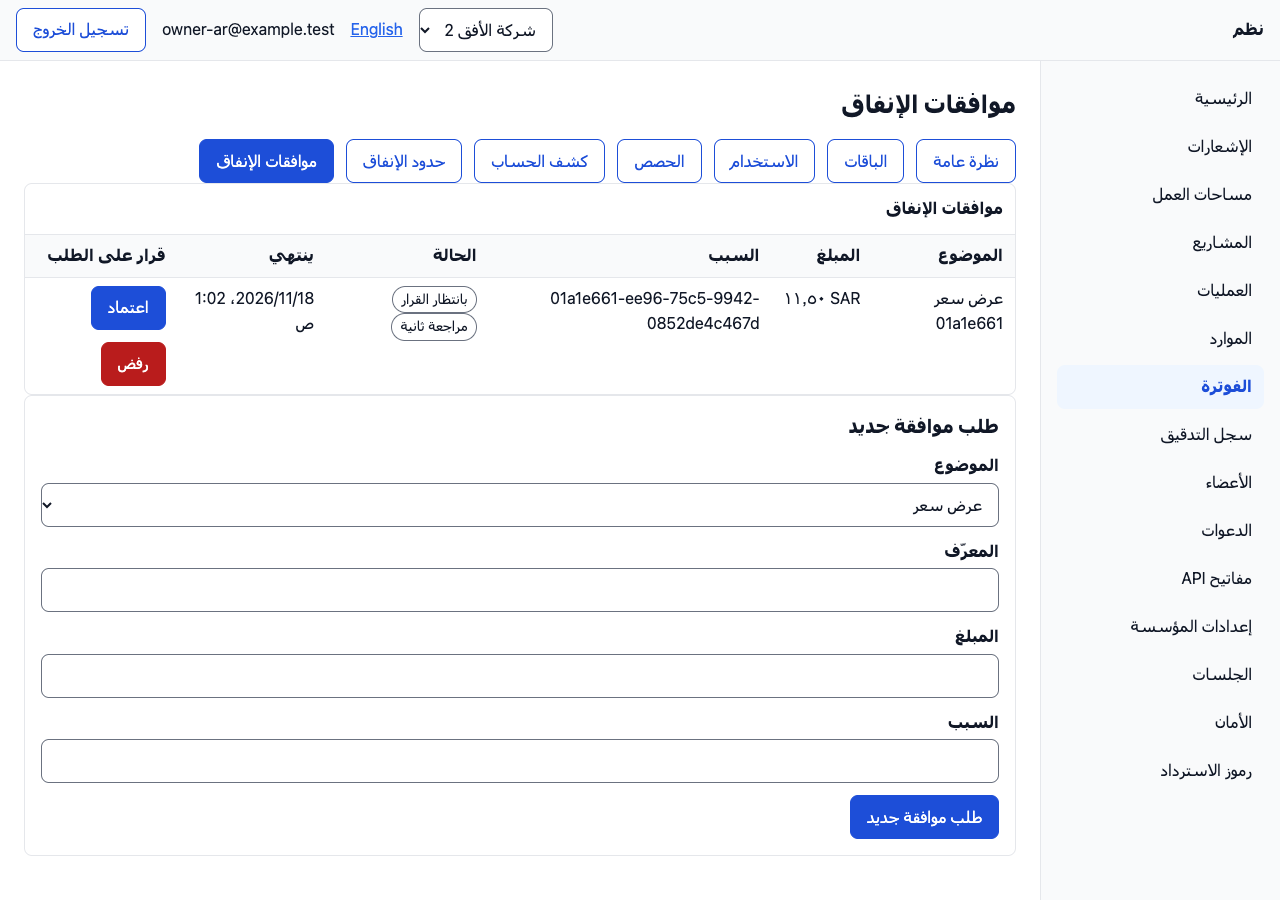 نظم
شركة الأفق 2
English
owner-ar@example.test
تسجيل الخروج
الرئيسية
الإشعارات
مساحات العمل
المشاريع
العمليات
الموارد
الفوترة
سجل التدقيق
الأعضاء
الدعوات
مفاتيح API
إعدادات المؤسسة
الجلسات
الأمان
رموز الاسترداد
موافقات الإنفاق
نظرة عامة
الباقات
الاستخدام
الحصص
كشف الحساب
حدود الإنفاق
موافقات الإنفاق
موافقات الإنفاق
الموضوع المبلغ السبب الحالة ينتهي قرار على الطلب
عرض سعر
01a1e661
١١,٥٠ SAR
01a1e661-ee96-75c5-9942-
0852de4c467d
بانتظار القرار
مراجعة ثانية
2026/11/18، 1:02
ص
اعتماد
رفض
طلب موافقة جديد
الموضوع
عرض سعر
المعرّف
المبلغ
السبب
طلب موافقة جديد